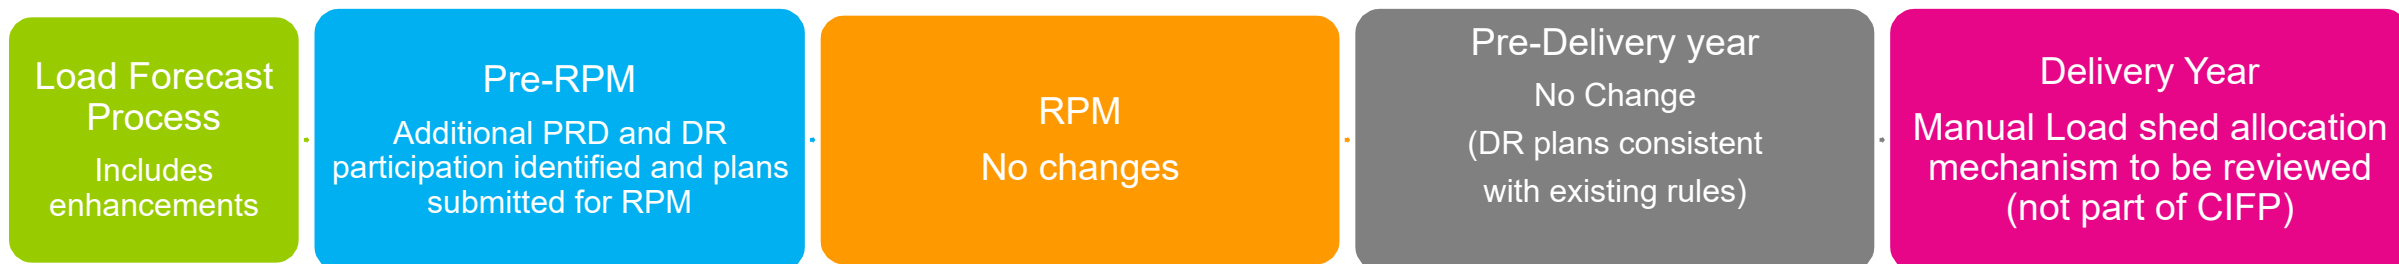 Load Forecast
Process
Includes
enhancements
Pre-RPM
Additional PRD and DR
participation identified and plans
submitted for RPM
RPM
No changes
Pre-Delivery year
No Change
(DR plans consistent
with existing rules)
Delivery Year
Manual Load shed allocation
mechanism to be reviewed
(not part of CIFP)